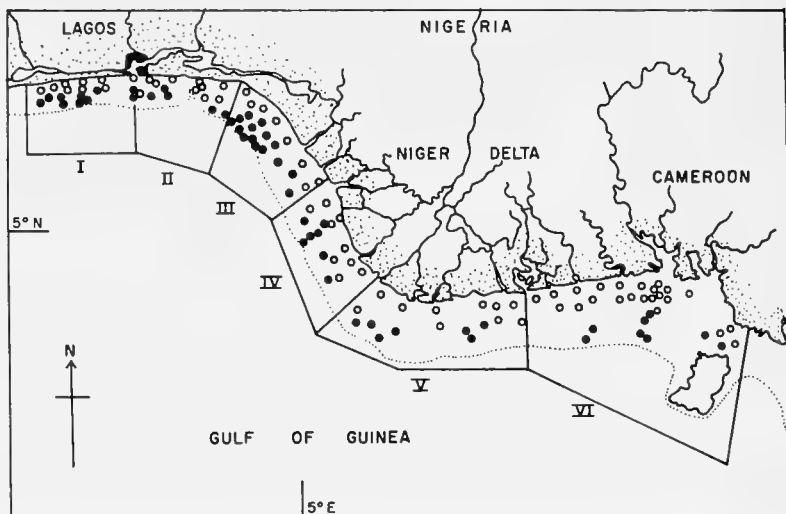 LAGOS
NIGERIA
NIGER DELTA
CAMEROON
I
II
III
5° N
IV
V
VI
N
GULF OF GUINEA
5° E